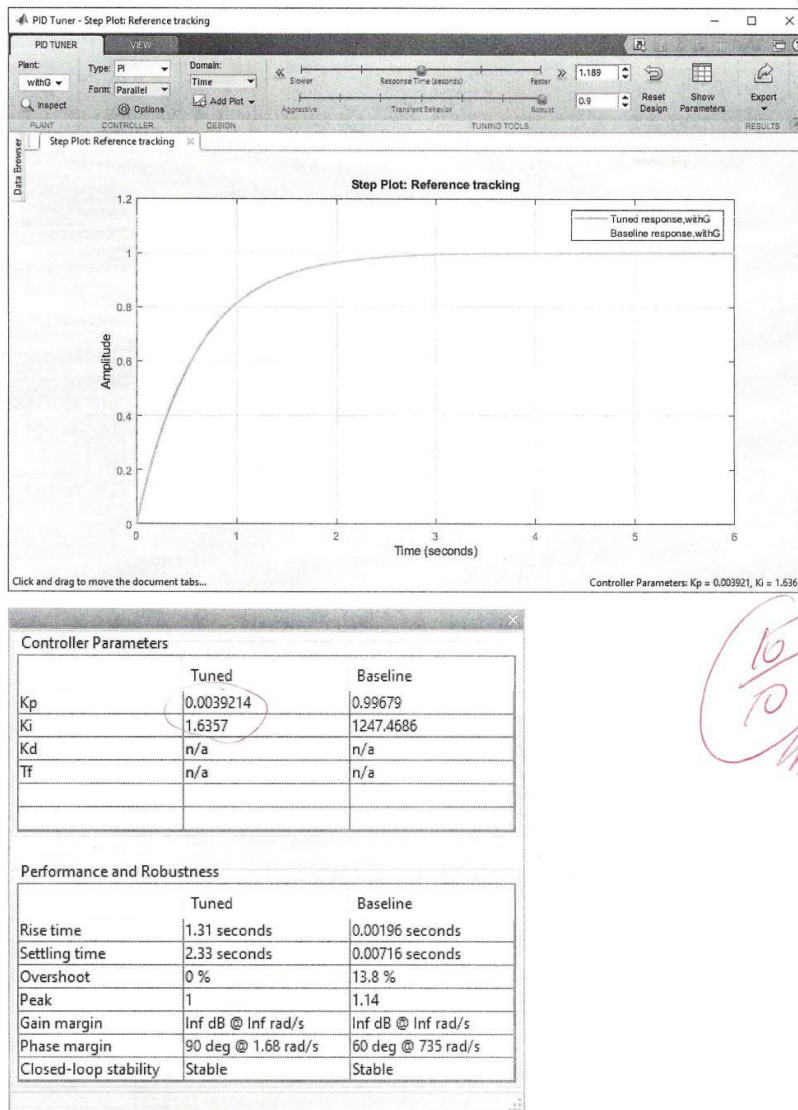 PID Tuner - Step Plot: Reference tracking
PID TUNER VIEW
Plant:
withG
Inspect
PLANT
Type: PI
Form: Parallel
Options
CONTROLLER
Domain:
Time
Add Plot
DESIGN
Slower Response Time (seconds) Faster 1.189
Aggressive Transient Behavior Robust 0.9
TUNING TOOLS
Reset Design
Show Parameters
Export
RESULTS
Data Browser
Step Plot: Reference tracking
Step Plot: Reference tracking
Tuned response,withG
Baseline response,withG
Amplitude
1.2
1
0.8
0.6
0.4
0.2
0
0 1 2 3 4 5 6
Time (seconds)
Click and drag to move the document tabs...
Controller Parameters: Kp = 0.003921, Ki = 1.636
10
10
Controller Parameters
Tuned Baseline
Kp 0.0039214 0.99679
Ki 1.6357 1247.4686
Kd n/a n/a
Tf n/a n/a
Performance and Robustness
Tuned Baseline
Rise time 1.31 seconds 0.00196 seconds
Settling time 2.33 seconds 0.00716 seconds
Overshoot 0 % 13.8 %
Peak 1 1.14
Gain margin Inf dB @ Inf rad/s Inf dB @ Inf rad/s
Phase margin 90 deg @ 1.68 rad/s 60 deg @ 735 rad/s
Closed-loop stability Stable Stable